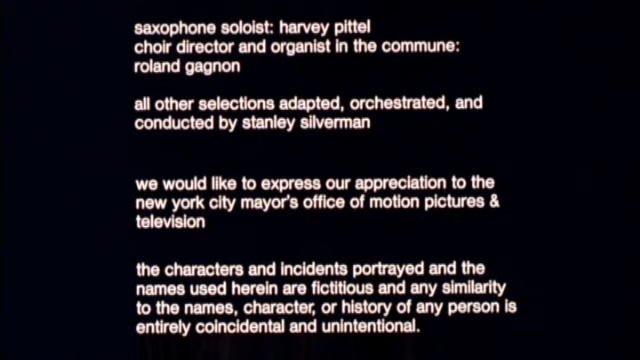 saxophone soloist: harvey pittel
choir director and organist in the commune:
roland gagnon
all other selections adapted, orchestrated, and
conducted by stanley silverman
we would like to express our appreciation to the
new york city mayor's office of motion pictures &
television
the characters and incidents portrayed and the
names used herein are fictitious and any similarity
to the names, character, or history of any person is
entirely coincidental and unintentional.